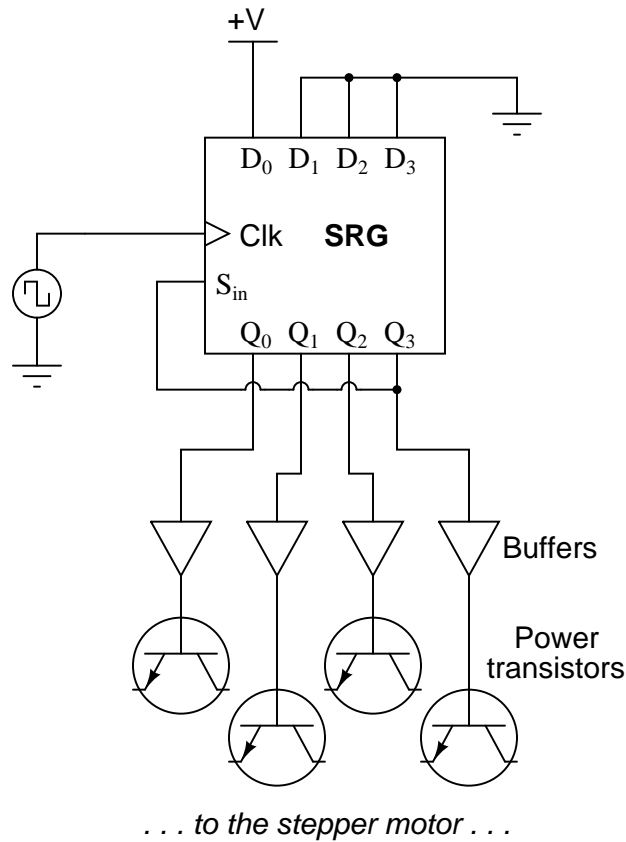 +V
D₀ D₁ D₂ D₃
Clk SRG
Sᵢₙ
Q₀ Q₁ Q₂ Q₃
Buffers
Power
transistors
. . . to the stepper motor . . .